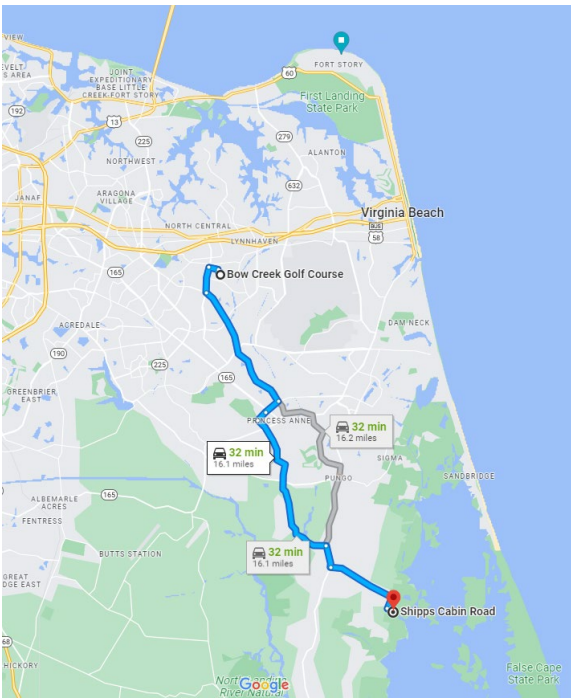 VIEW
EVELT
S AREA
JOINT
EXPEDITIONARY
BASE LITTLE
CREEK-FORT STORY
FORT STORY
60
First Landing
State Park
192
13
225
279
NORTHWEST
ALANTON
JANAF
ARAGONA
VILLAGE
632
Virginia Beach
NORTH CENTRAL
BUS
58
LYNNHAVEN
165
Bow Creek Golf Course
ACREDALE
DAM NECK
190
225
165
GREENBRIER
EAST
PRINCESS ANNE
32 min
16.2 miles
32 min
16.1 miles
SIGMA
PUNGO
SANDBRIDGE
ALBEMARLE
ACRES
165
FENTRESS
BUTTS STATION
32 min
16.1 miles
GREAT
DGE EAST
Shipps Cabin Road
68
HICKORY
False Cape
State Park
Google
River Natural